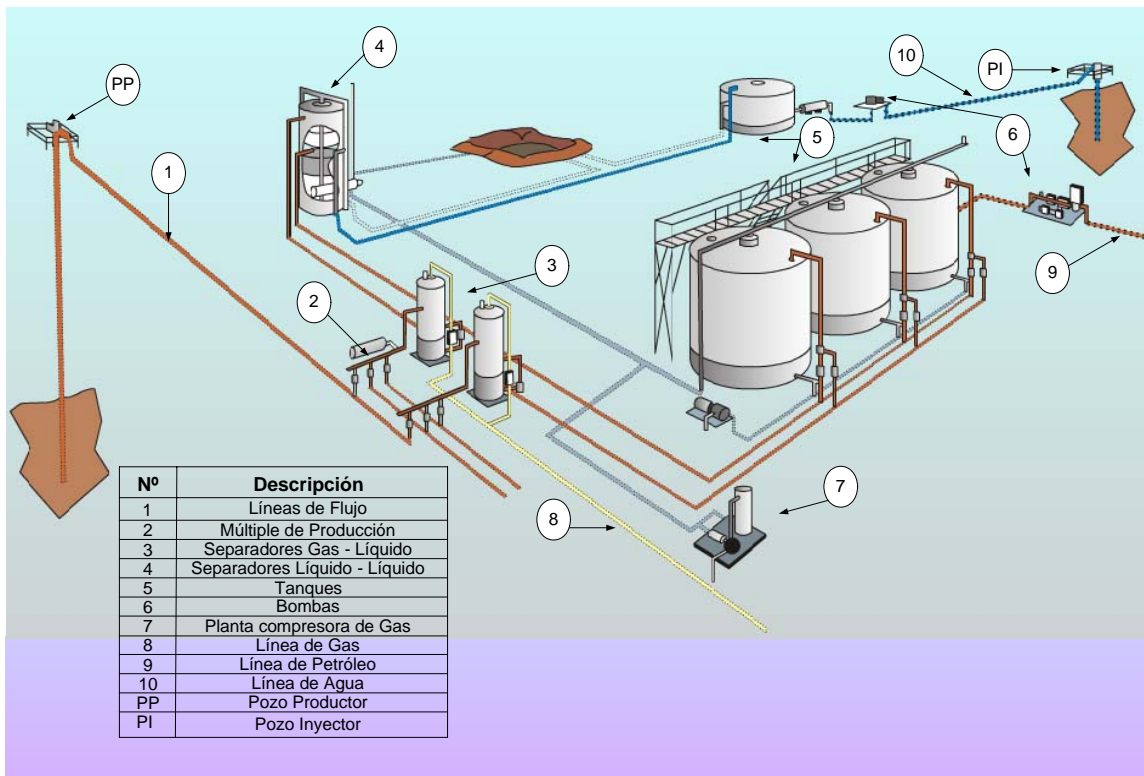 4
10
PI
PP
1
5
6
3
2
9
7
8
Nº Descripción
1 Líneas de Flujo
2 Múltiple de Producción
3 Separadores Gas - Líquido
4 Separadores Líquido - Líquido
5 Tanques
6 Bombas
7 Planta compresora de Gas
8 Línea de Gas
9 Línea de Petróleo
10 Línea de Agua
PP Pozo Productor
PI Pozo Inyector